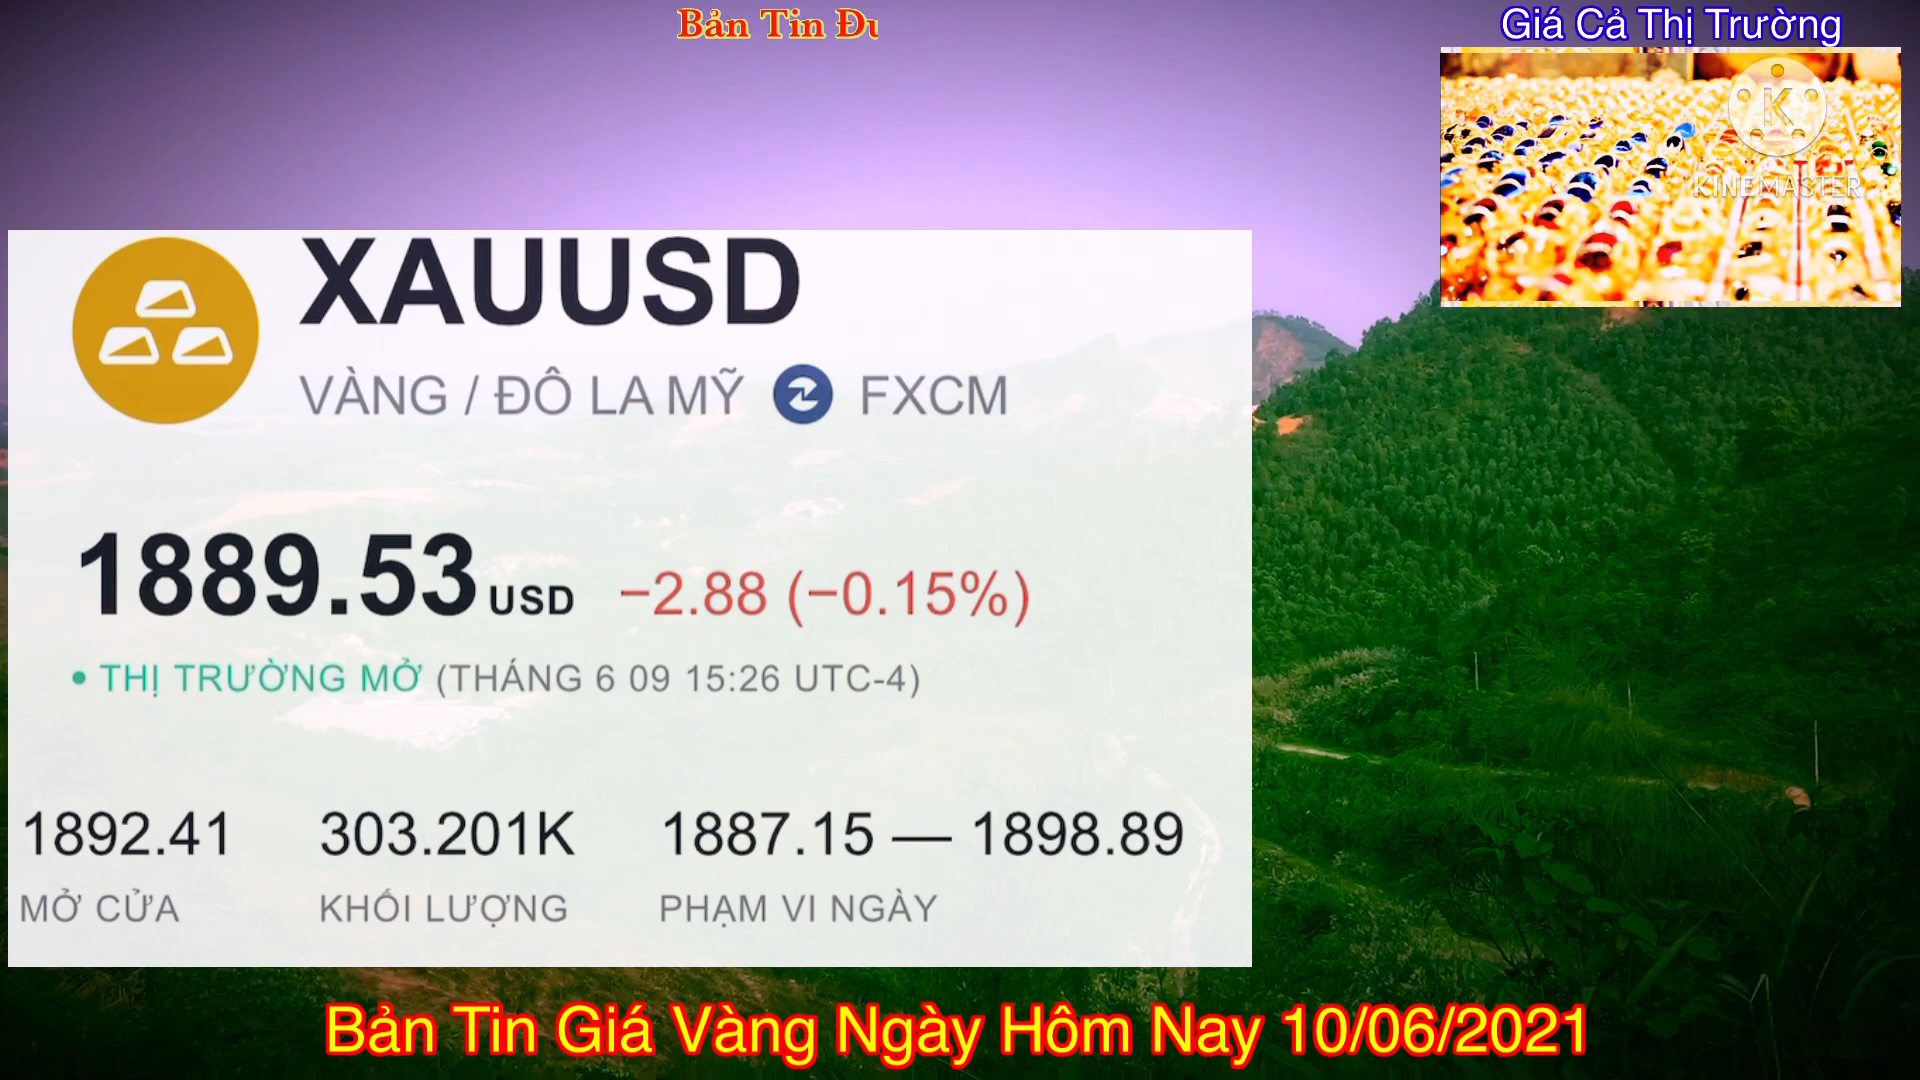 Bản Tin Đư
Giá Cả Thị Trường
K
KINEMASTER
XAUUSD
VÀNG / ĐÔ LA MỸ FXCM
1889.53 USD −2.88 (−0.15%)
• THỊ TRƯỜNG MỞ (THÁNG 6 09 15:26 UTC-4)
1892.41 303.201K 1887.15 — 1898.89
MỞ CỬA KHỐI LƯỢNG PHẠM VI NGÀY
Bản Tin Giá Vàng Ngày Hôm Nay 10/06/2021